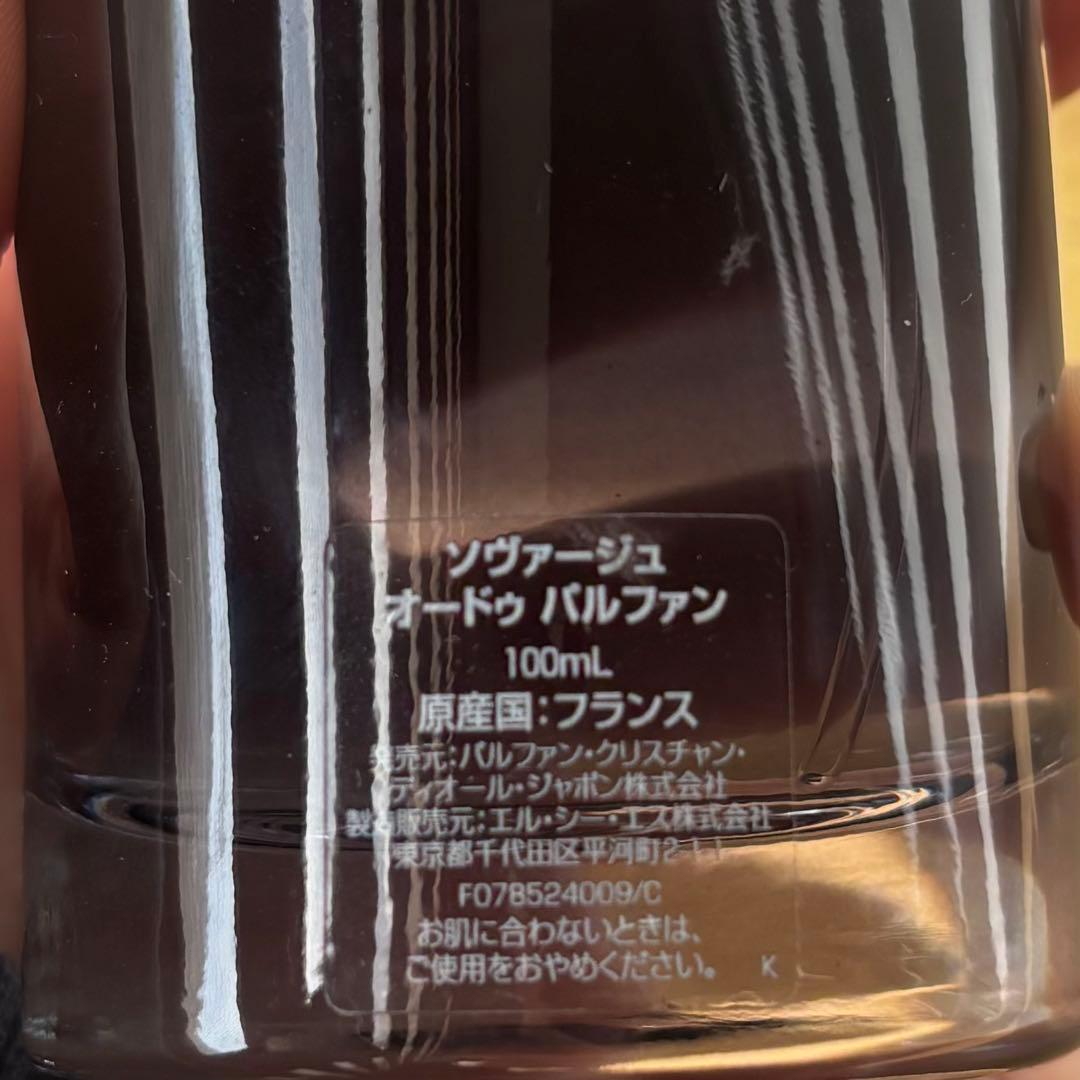 ソヴァージュ
オードゥ パルファン
100mL
原産国：フランス
発売元：パルファン・クリスチャン・
ディオール・ジャポン株式会社
製造販売元：エル・シー・エス株式会社
東京都千代田区平河町2-1-1
F078524009/C
お肌に合わないときは、
ご使用をおやめください。 K